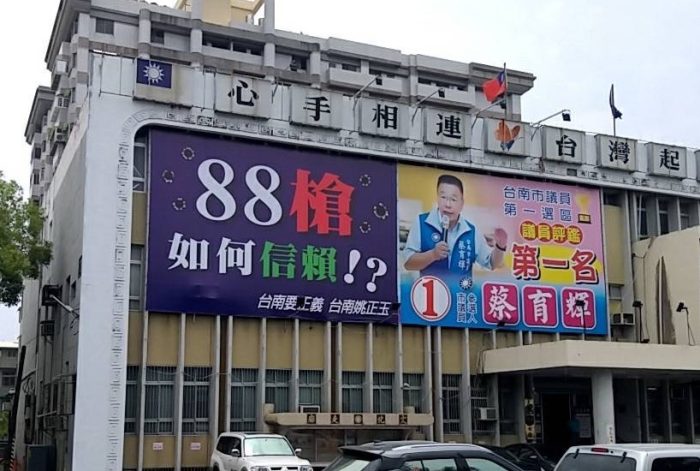 心手相連 台灣起
88槍
如何信賴!?
台南要正義 台南姚正玉
台南市議員
第一選區
議員評鑑
第一名
1
蔡育輝